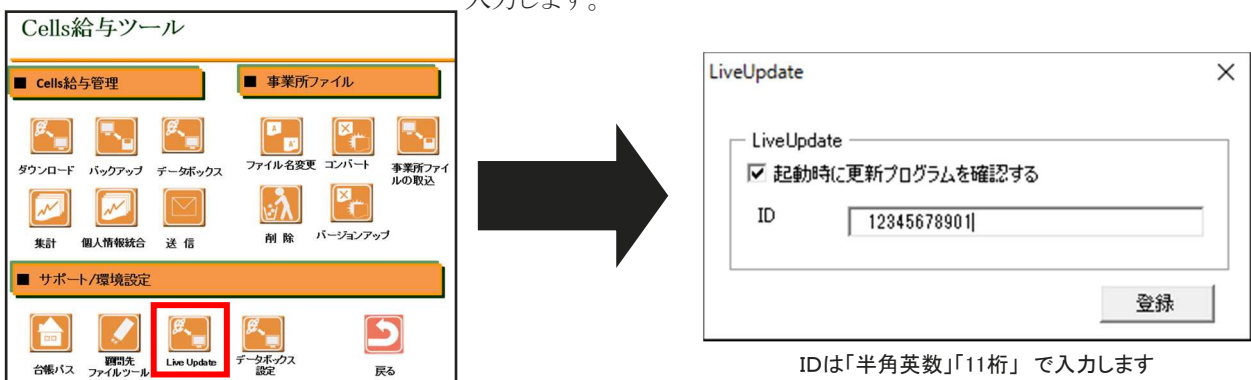 入力します。
Cells給与ツール
■ Cells給与管理
■ 事業所ファイル
ダウンロード バックアップ データボックス
ファイル名変更 コンバート 事業所ファイ
ルの取込
集計 個人情報統合 送 信
削 除 バージョンアップ
■ サポート/環境設定
台帳パス 顧問先
ファイルツール Live Update データボックス
設定 戻る
LiveUpdate
LiveUpdate
起動時に更新プログラムを確認する
ID 12345678901
登録
IDは「半角英数」「11桁」 で入力します